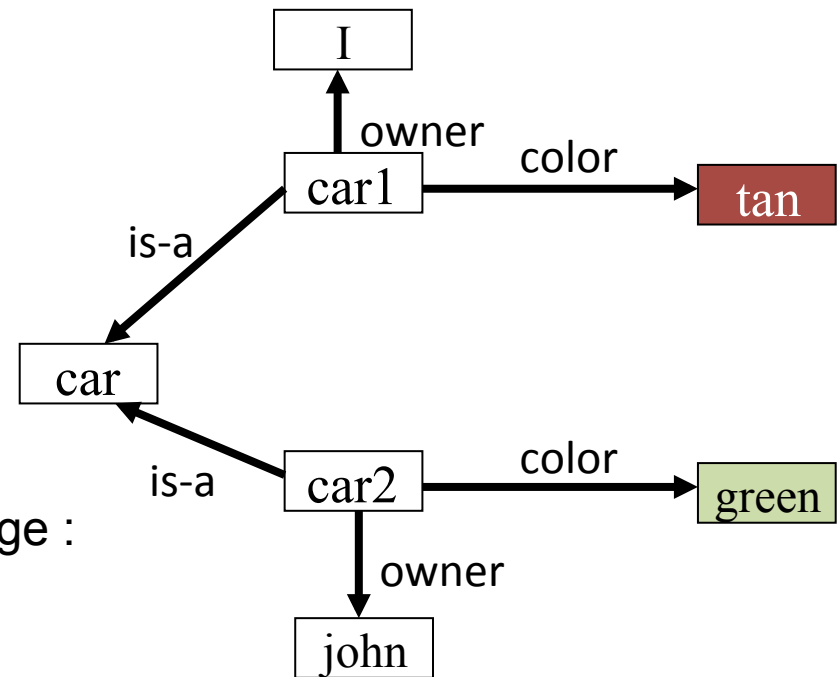 I
owner
color
car1
tan
is-a
car
color
is-a
car2
green
ge :
owner
john